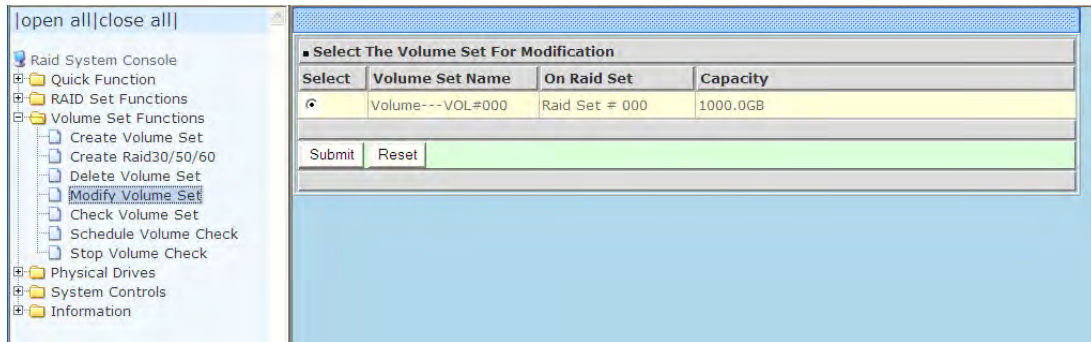 |open all|close all|
Raid System Console
Quick Function
RAID Set Functions
Volume Set Functions
Create Volume Set
Create Raid30/50/60
Delete Volume Set
Modify Volume Set
Check Volume Set
Schedule Volume Check
Stop Volume Check
Physical Drives
System Controls
Information
Select The Volume Set For Modification
Select Volume Set Name On Raid Set Capacity
Volume---VOL#000 Raid Set # 000 1000.0GB
Submit Reset